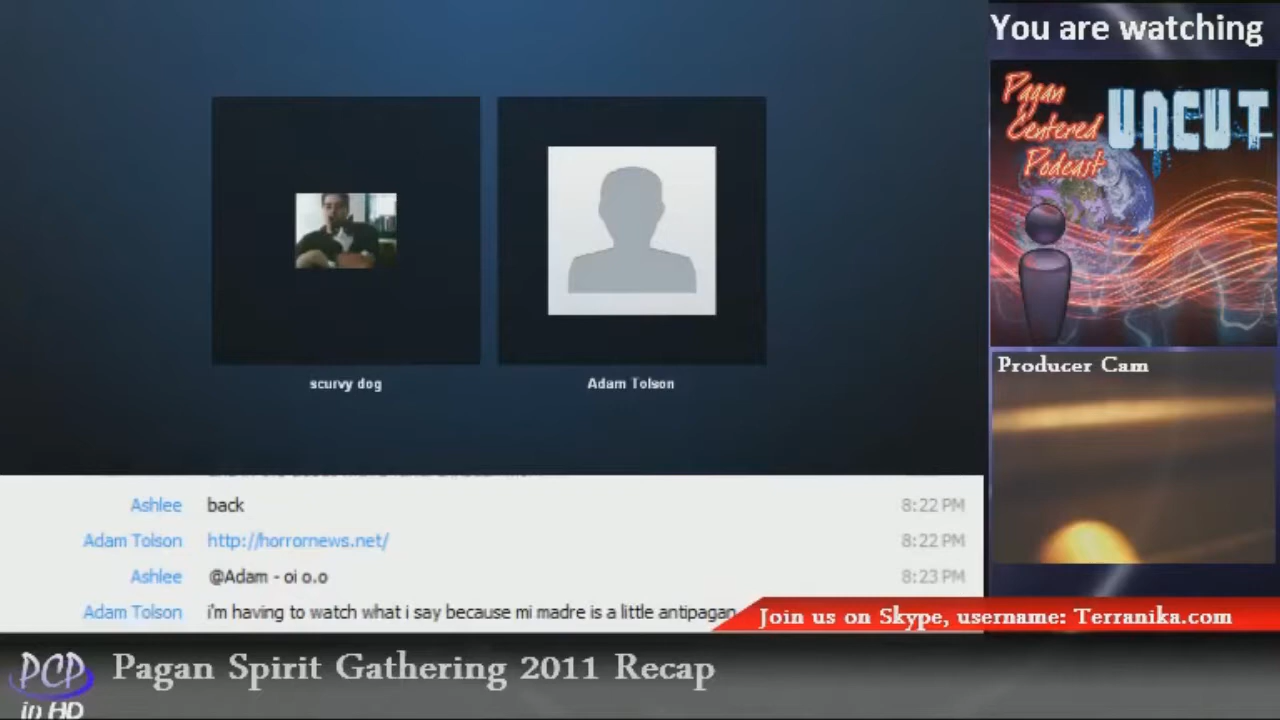 You are watching
Pagan
Centered
Podcast
UNCUT
Producer Cam
scurvy dog
Adam Tolson
Ashlee back 8:22 PM
Adam Tolson http://horrornews.net/ 8:22 PM
Ashlee @Adam - oi o.o 8:23 PM
Adam Tolson i'm having to watch what i say because mi madre is a little antipagan
Join us on Skype, username: Terranika.com
PCP
in HD
Pagan Spirit Gathering 2011 Recap